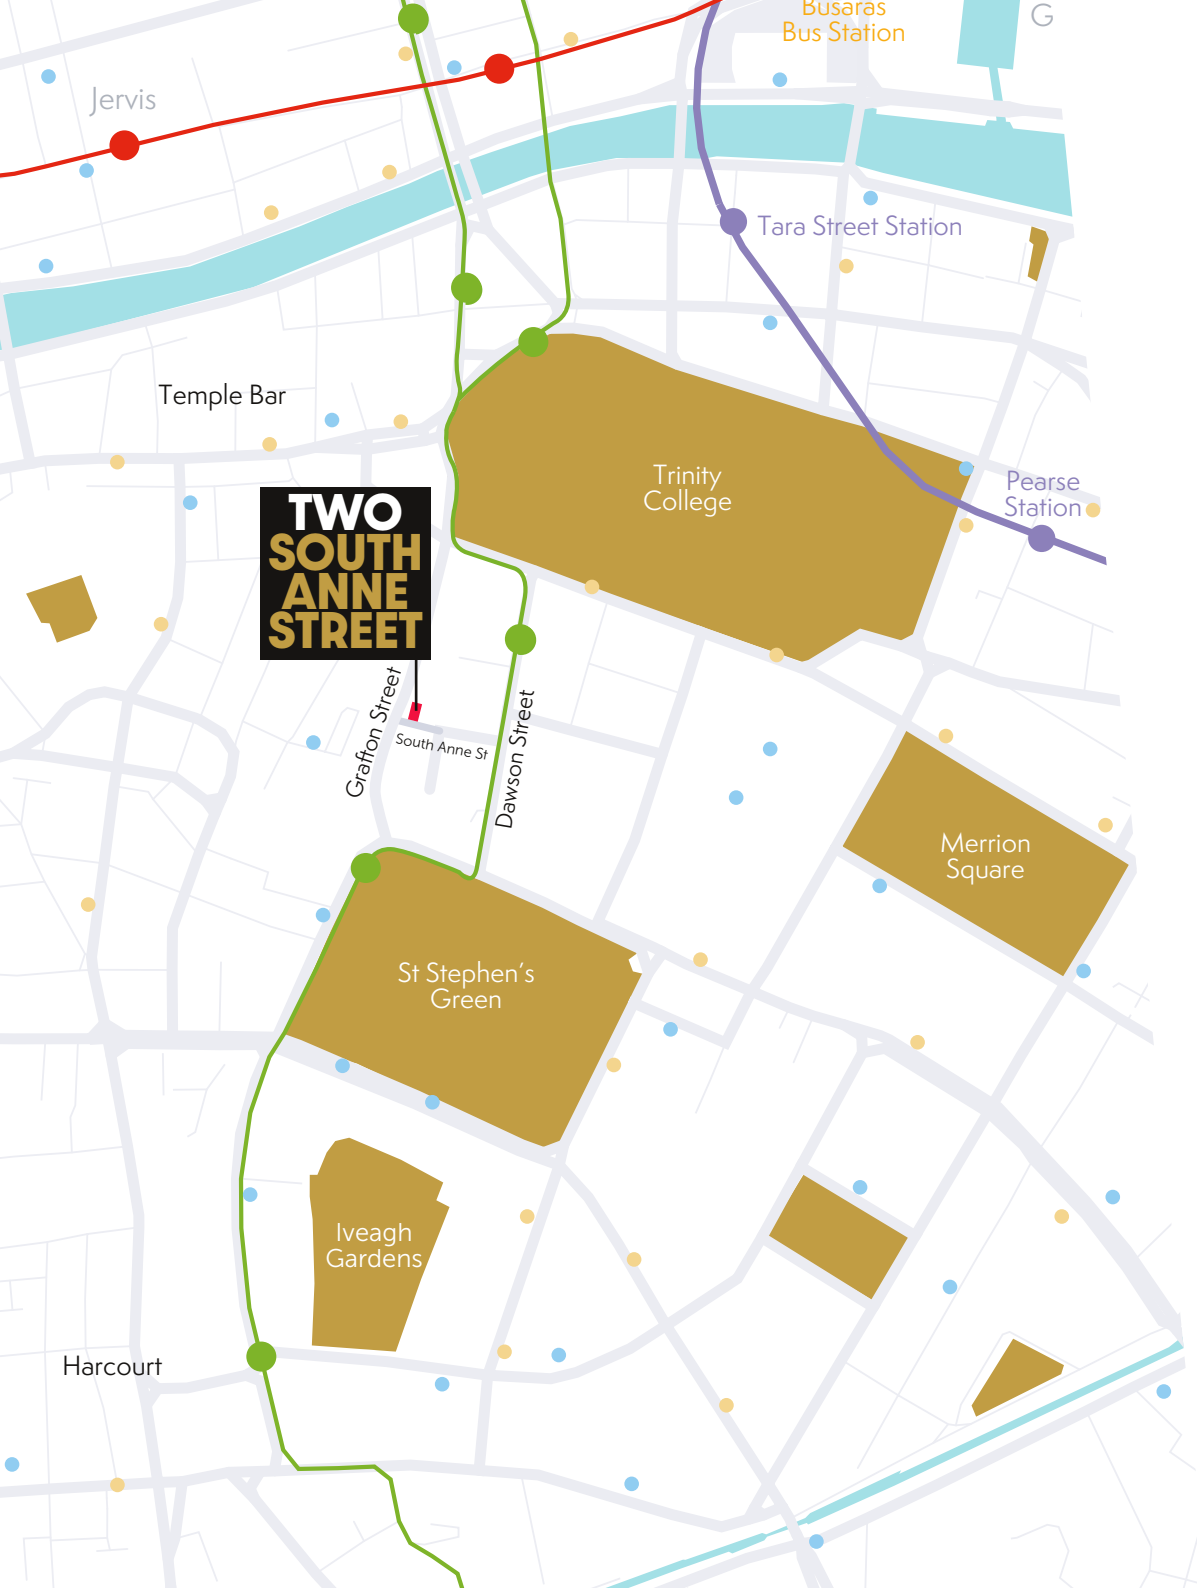 Busaras
Bus Station
G
Jervis
Tara Street Station
Temple Bar
Trinity
College
Pearse
Station
TWO
SOUTH
ANNE
STREET
Grafton Street
South Anne St
Dawson Street
Merrion
Square
St Stephen's
Green
Iveagh
Gardens
Harcourt